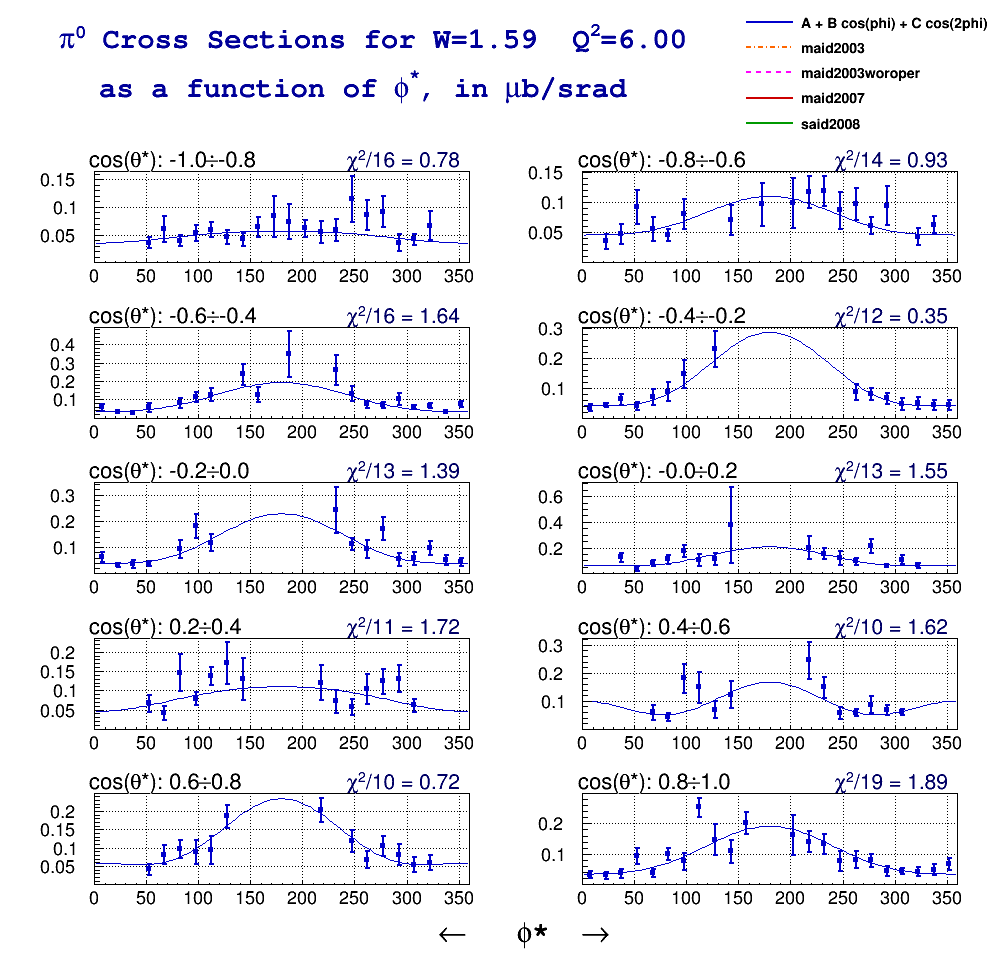 π⁰ Cross Sections for W=1.59 Q²=6.00
as a function of ϕ*, in μb/srad
A + B cos(phi) + C cos(2phi)
maid2003
maid2003woroper
maid2007
said2008
cos(θ*): -1.0÷-0.8 χ²/16 = 0.78
0.15
0.1
0.05
0 50 100 150 200 250 300 350
cos(θ*): -0.8÷-0.6 χ²/14 = 0.93
0.15
0.1
0.05
0 50 100 150 200 250 300 350
cos(θ*): -0.6÷-0.4 χ²/16 = 1.64
0.4
0.3
0.2
0.1
0 50 100 150 200 250 300 350
cos(θ*): -0.4÷-0.2 χ²/12 = 0.35
0.3
0.2
0.1
0 50 100 150 200 250 300 350
cos(θ*): -0.2÷0.0 χ²/13 = 1.39
0.3
0.2
0.1
0 50 100 150 200 250 300 350
cos(θ*): -0.0÷0.2 χ²/13 = 1.55
0.6
0.4
0.2
0 50 100 150 200 250 300 350
cos(θ*): 0.2÷0.4 χ²/11 = 1.72
0.2
0.15
0.1
0.05
0 50 100 150 200 250 300 350
cos(θ*): 0.4÷0.6 χ²/10 = 1.62
0.3
0.2
0.1
0 50 100 150 200 250 300 350
cos(θ*): 0.6÷0.8 χ²/10 = 0.72
0.2
0.15
0.1
0.05
0 50 100 150 200 250 300 350
cos(θ*): 0.8÷1.0 χ²/19 = 1.89
0.2
0.1
0 50 100 150 200 250 300 350
← ϕ* →